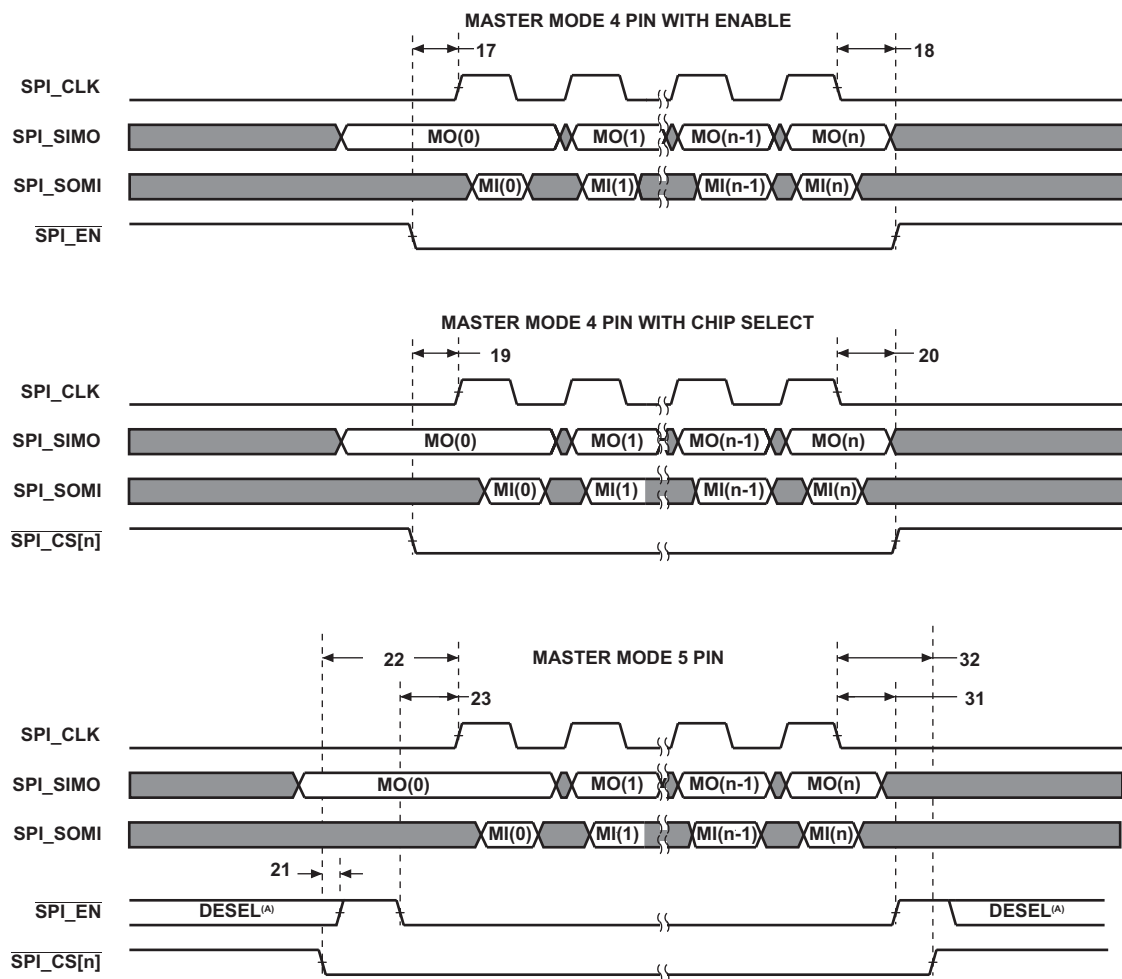 MASTER MODE 4 PIN WITH ENABLE
17
18
SPI_CLK
SPI_SIMO
MO(0)
MO(1)
MO(n-1)
MO(n)
SPI_SOMI
MI(0)
MI(1)
MI(n-1)
MI(n)
SPI_EN
MASTER MODE 4 PIN WITH CHIP SELECT
19
20
SPI_CLK
SPI_SIMO
MO(0)
MO(1)
MO(n-1)
MO(n)
SPI_SOMI
MI(0)
MI(1)
MI(n-1)
MI(n)
SPI_CS[n]
22
MASTER MODE 5 PIN
32
23
31
SPI_CLK
SPI_SIMO
MO(0)
MO(1)
MO(n-1)
MO(n)
SPI_SOMI
MI(0)
MI(1)
MI(n-1)
MI(n)
21
SPI_EN
DESEL(A)
DESEL(A)
SPI_CS[n]